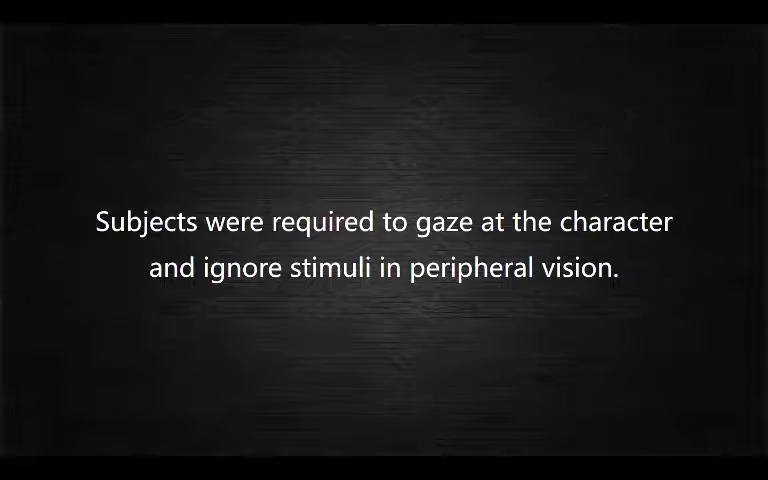 Subjects were required to gaze at the character
and ignore stimuli in peripheral vision.